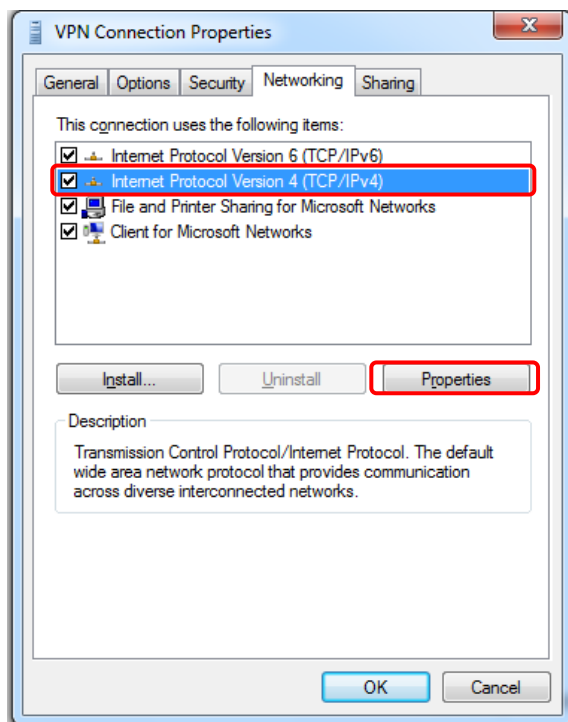 VPN Connection Properties
General Options Security Networking Sharing
This connection uses the following items:
Internet Protocol Version 6 (TCP/IPv6)
Internet Protocol Version 4 (TCP/IPv4)
File and Printer Sharing for Microsoft Networks
Client for Microsoft Networks
Install... Uninstall Properties
Description
Transmission Control Protocol/Internet Protocol. The default
wide area network protocol that provides communication
across diverse interconnected networks.
OK Cancel